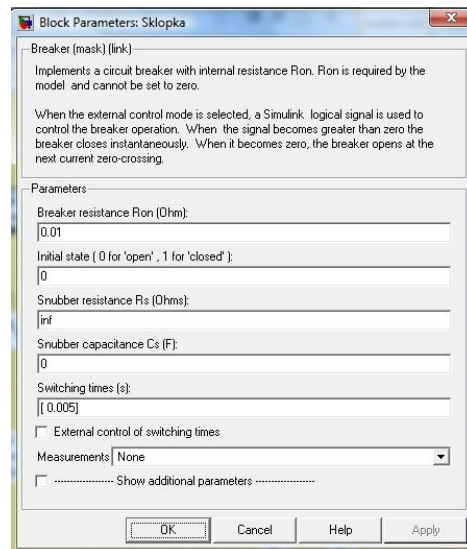 Block Parameters: Sklopka
Breaker (mask) (link)
Implements a circuit breaker with internal resistance Ron. Ron is required by the
model and cannot be set to zero.
When the external control mode is selected, a Simulink logical signal is used to
control the breaker operation. When the signal becomes greater than zero the
breaker closes instantaneously. When it becomes zero, the breaker opens at the
next current zero-crossing.
Parameters
Breaker resistance Ron (Ohm):
0.01
Initial state ( 0 for 'open' , 1 for 'closed' ):
0
Snubber resistance Rs (Ohms):
inf
Snubber capacitance Cs (F):
0
Switching times (s):
[ 0.005]
External control of switching times
Measurements None
------------------ Show additional parameters ------------------
OK Cancel Help Apply